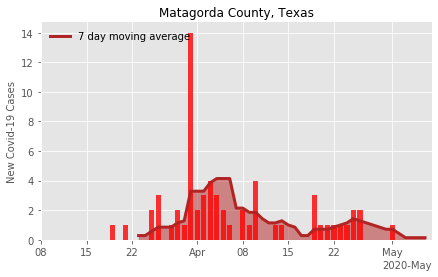 Matagorda County, Texas
7 day moving average
New Covid-19 Cases
14
12
10
8
6
4
2
0
08 15 22 Apr 08 15 22 May
2020-May